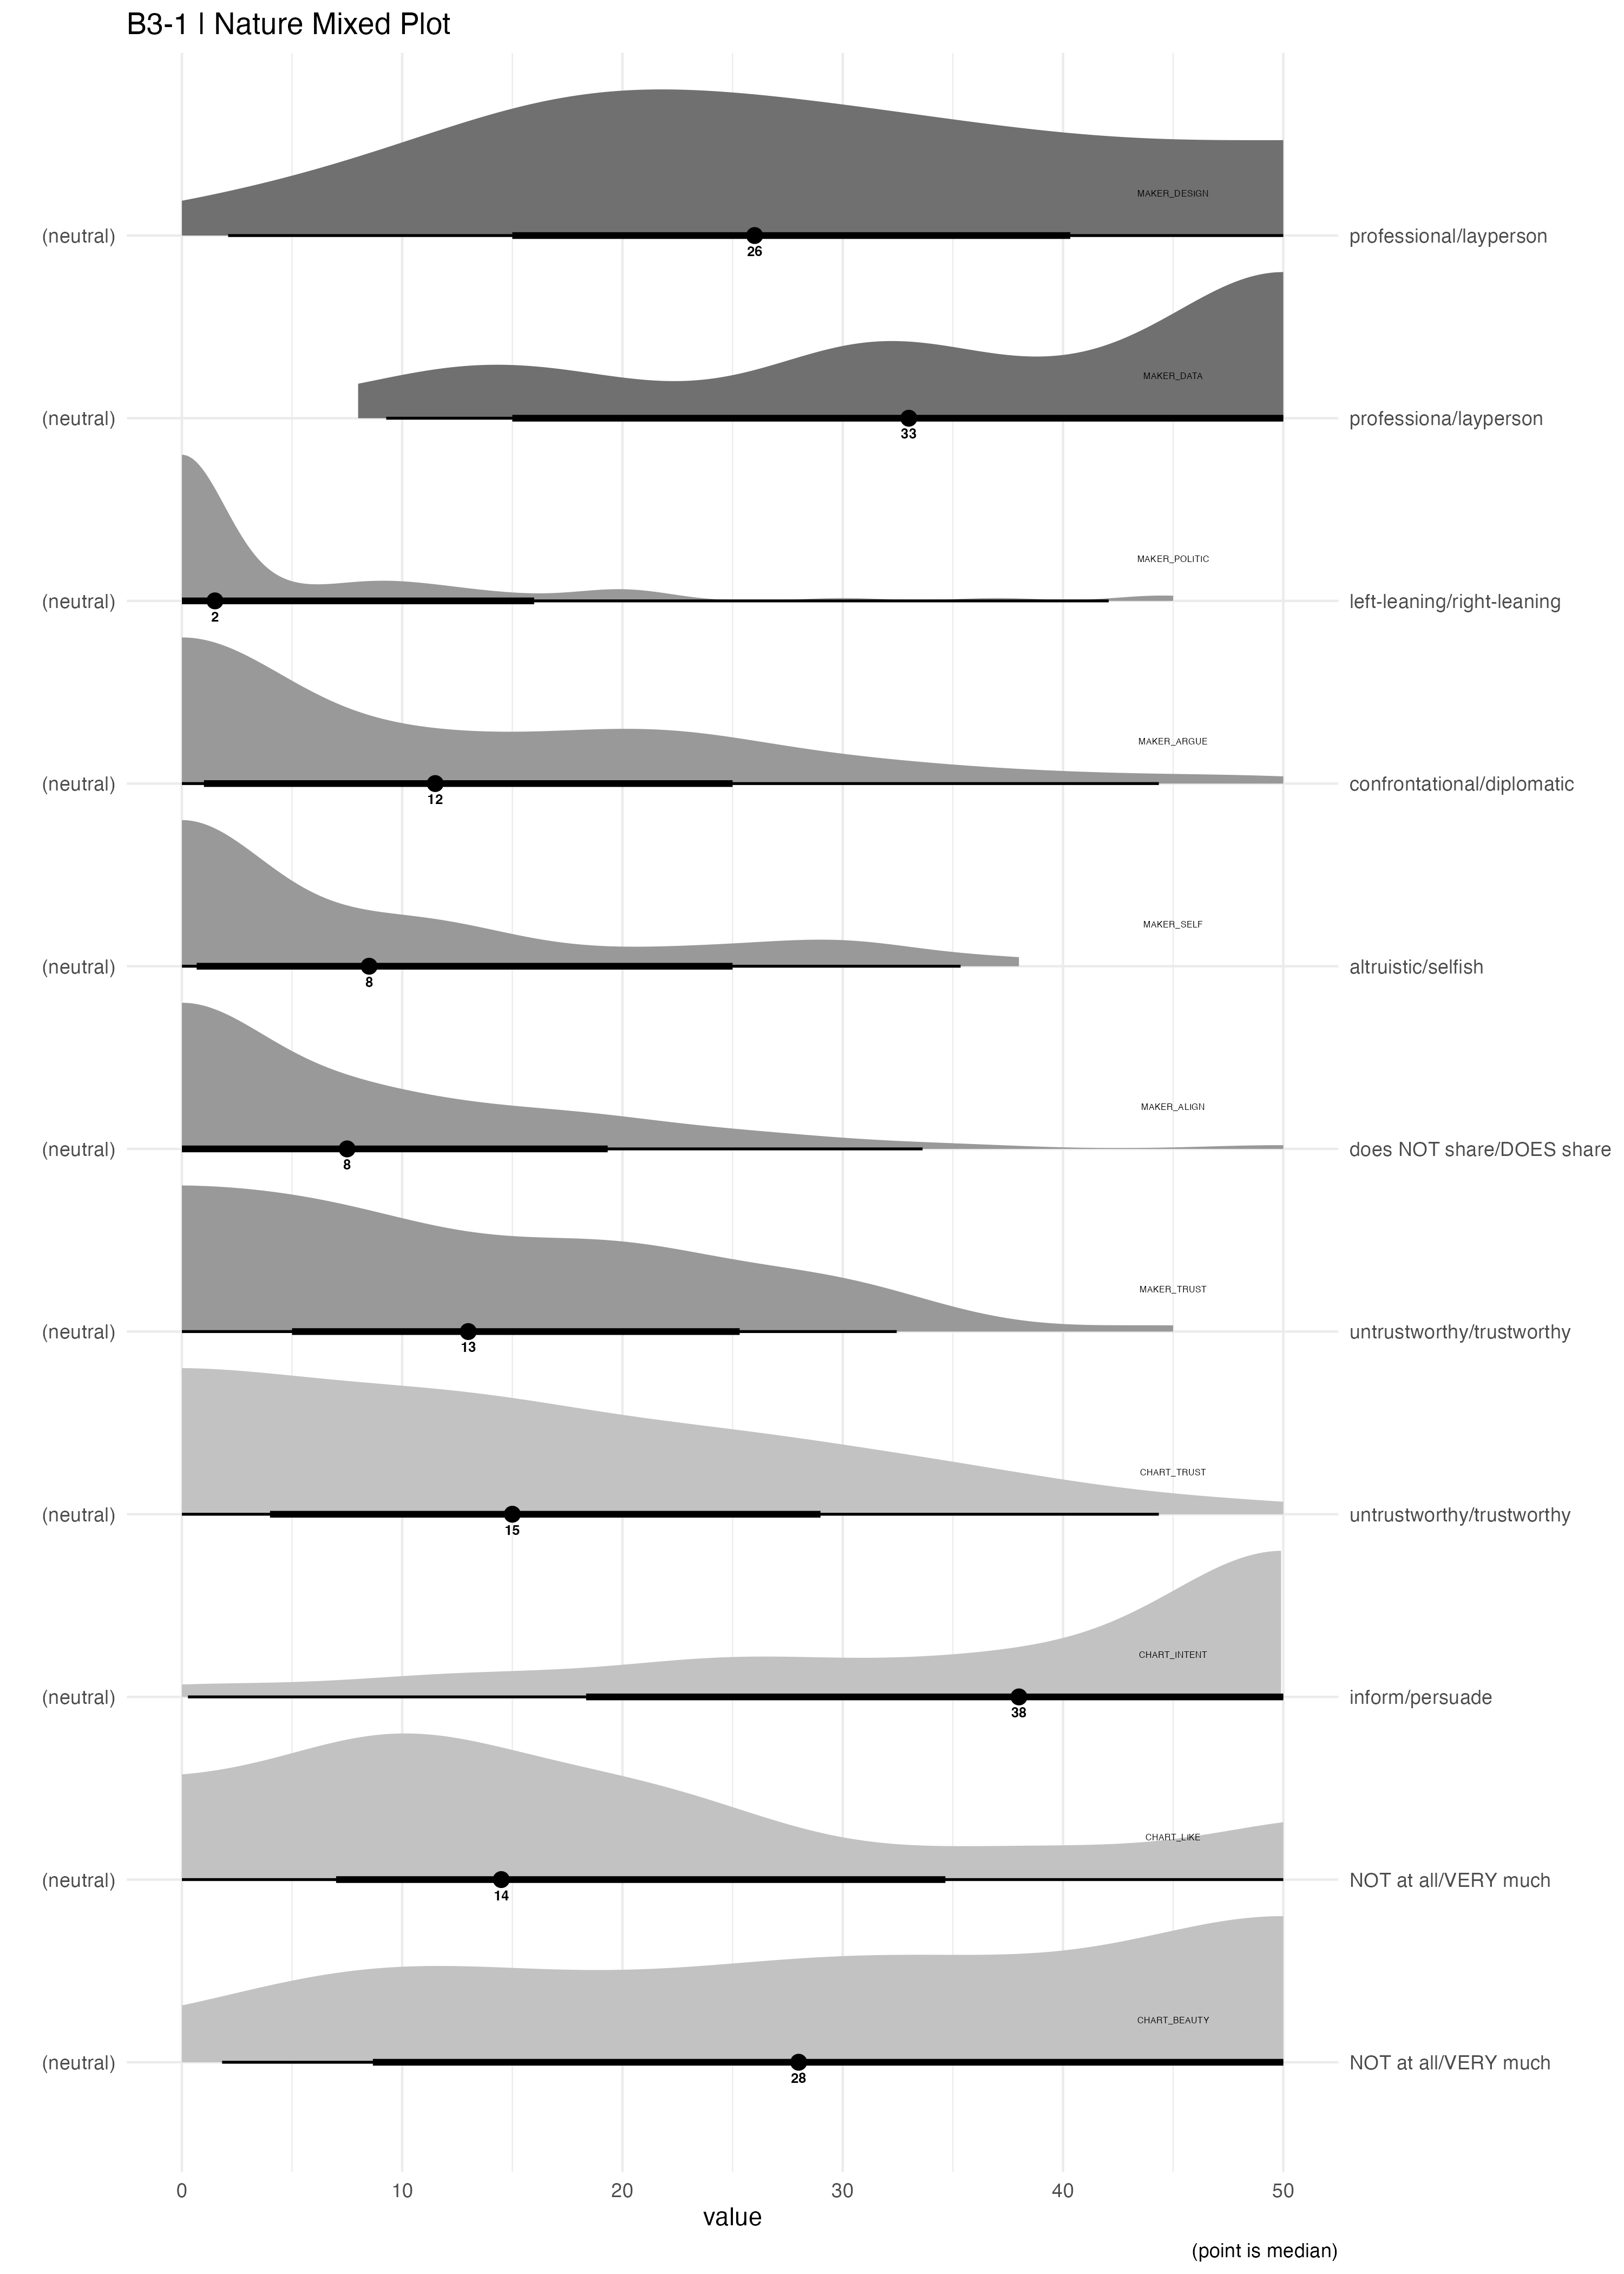 B3-1 | Nature Mixed Plot
MAKER_DESIGN
(neutral) professional/layperson
26
MAKER_DATA
(neutral) professiona/layperson
33
MAKER_POLITIC
(neutral) left-leaning/right-leaning
2
MAKER_ARGUE
(neutral) confrontational/diplomatic
12
MAKER_SELF
(neutral) altruistic/selfish
8
MAKER_ALIGN
(neutral) does NOT share/DOES share
8
MAKER_TRUST
(neutral) untrustworthy/trustworthy
13
CHART_TRUST
(neutral) untrustworthy/trustworthy
15
CHART_INTENT
(neutral) inform/persuade
38
CHART_LIKE
(neutral) NOT at all/VERY much
14
CHART_BEAUTY
(neutral) NOT at all/VERY much
28
0 10 20 30 40 50
value
(point is median)